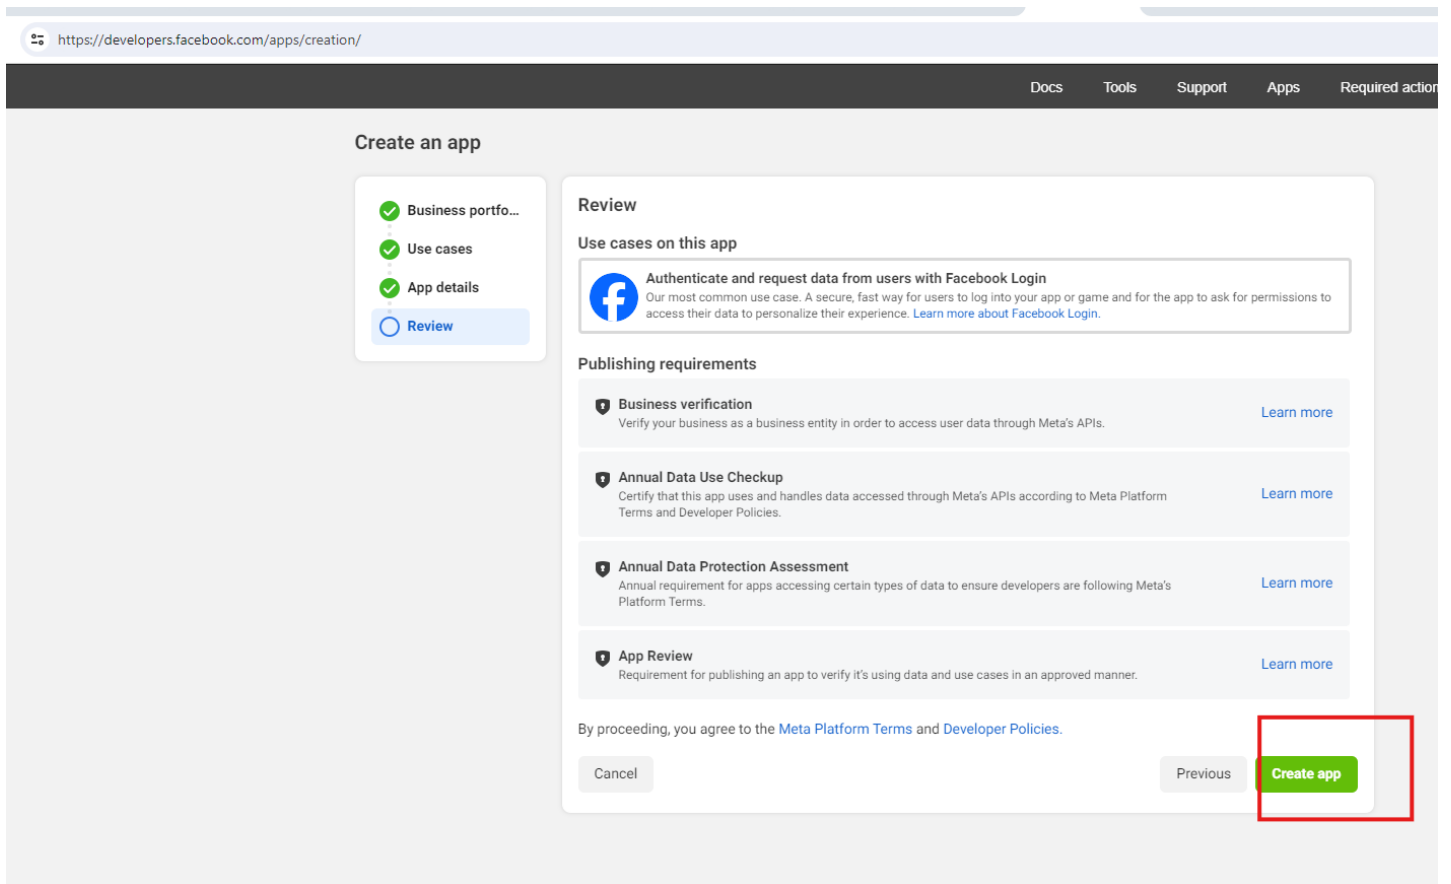 https://developers.facebook.com/apps/creation/
Docs Tools Support Apps Required action
Create an app
Business portfo...
Use cases
App details
Review
Review
Use cases on this app
Authenticate and request data from users with Facebook Login
Our most common use case. A secure, fast way for users to log into your app or game and for the app to ask for permissions to
access their data to personalize their experience. Learn more about Facebook Login.
Publishing requirements
Business verification
Verify your business as a business entity in order to access user data through Meta's APIs.
Learn more
Annual Data Use Checkup
Certify that this app uses and handles data accessed through Meta's APIs according to Meta Platform
Terms and Developer Policies.
Learn more
Annual Data Protection Assessment
Annual requirement for apps accessing certain types of data to ensure developers are following Meta's
Platform Terms.
Learn more
App Review
Requirement for publishing an app to verify it's using data and use cases in an approved manner.
Learn more
By proceeding, you agree to the Meta Platform Terms and Developer Policies.
Cancel Previous Create app